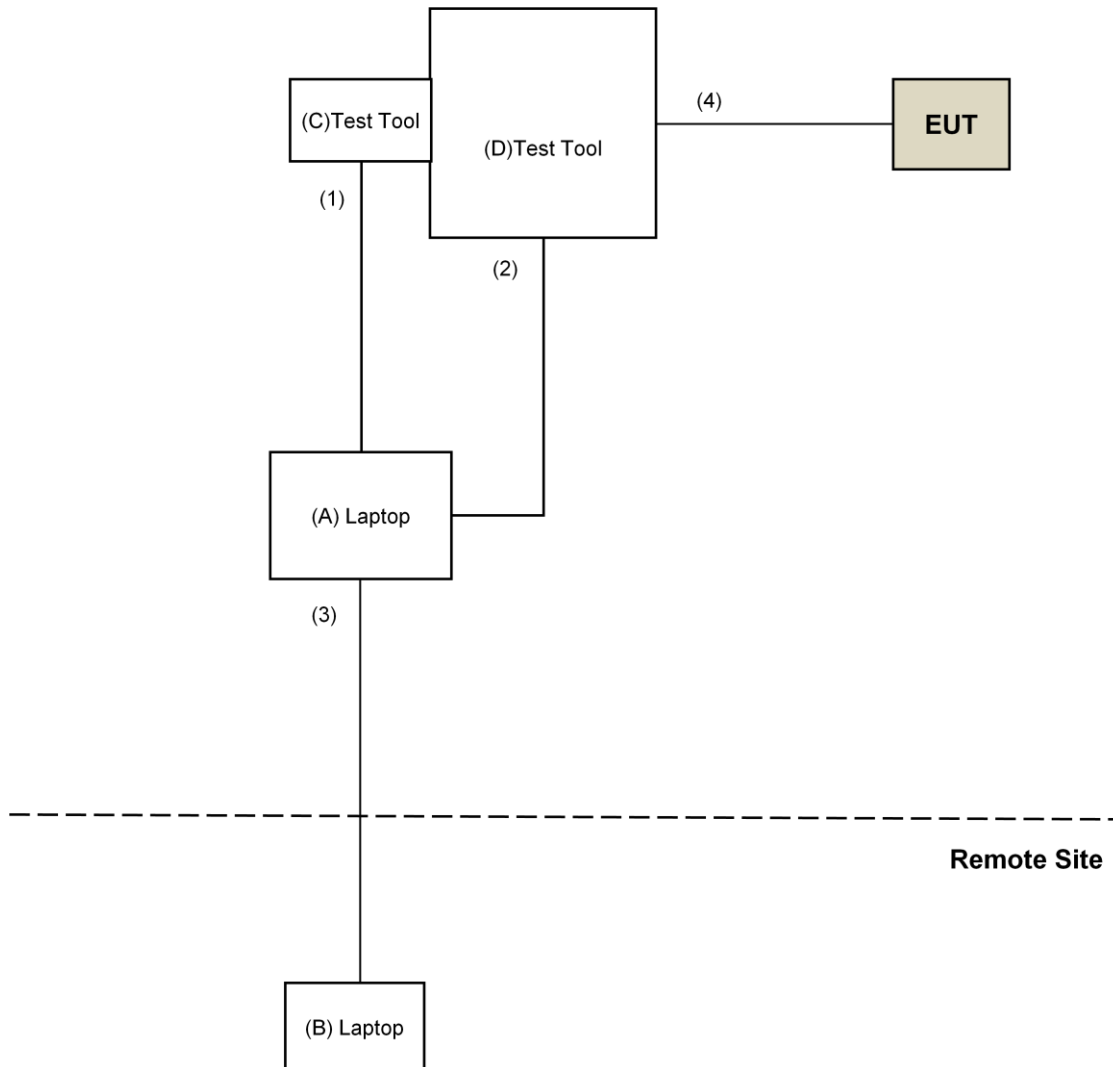 (4)
(C)Test Tool
EUT
(D)Test Tool
(1)
(2)
(A) Laptop
(3)
Remote Site
(B) Laptop